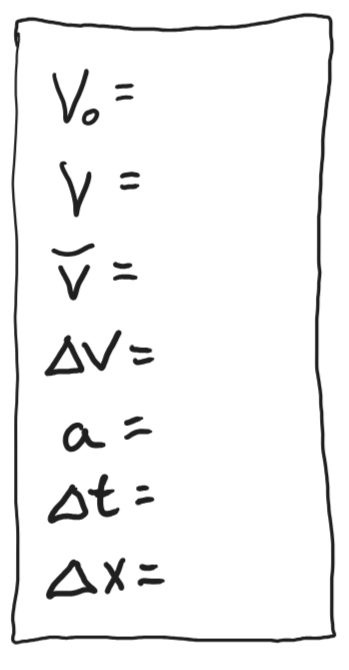 V₀ =
V =
v̄ =
ΔV =
a =
Δt =
Δx =